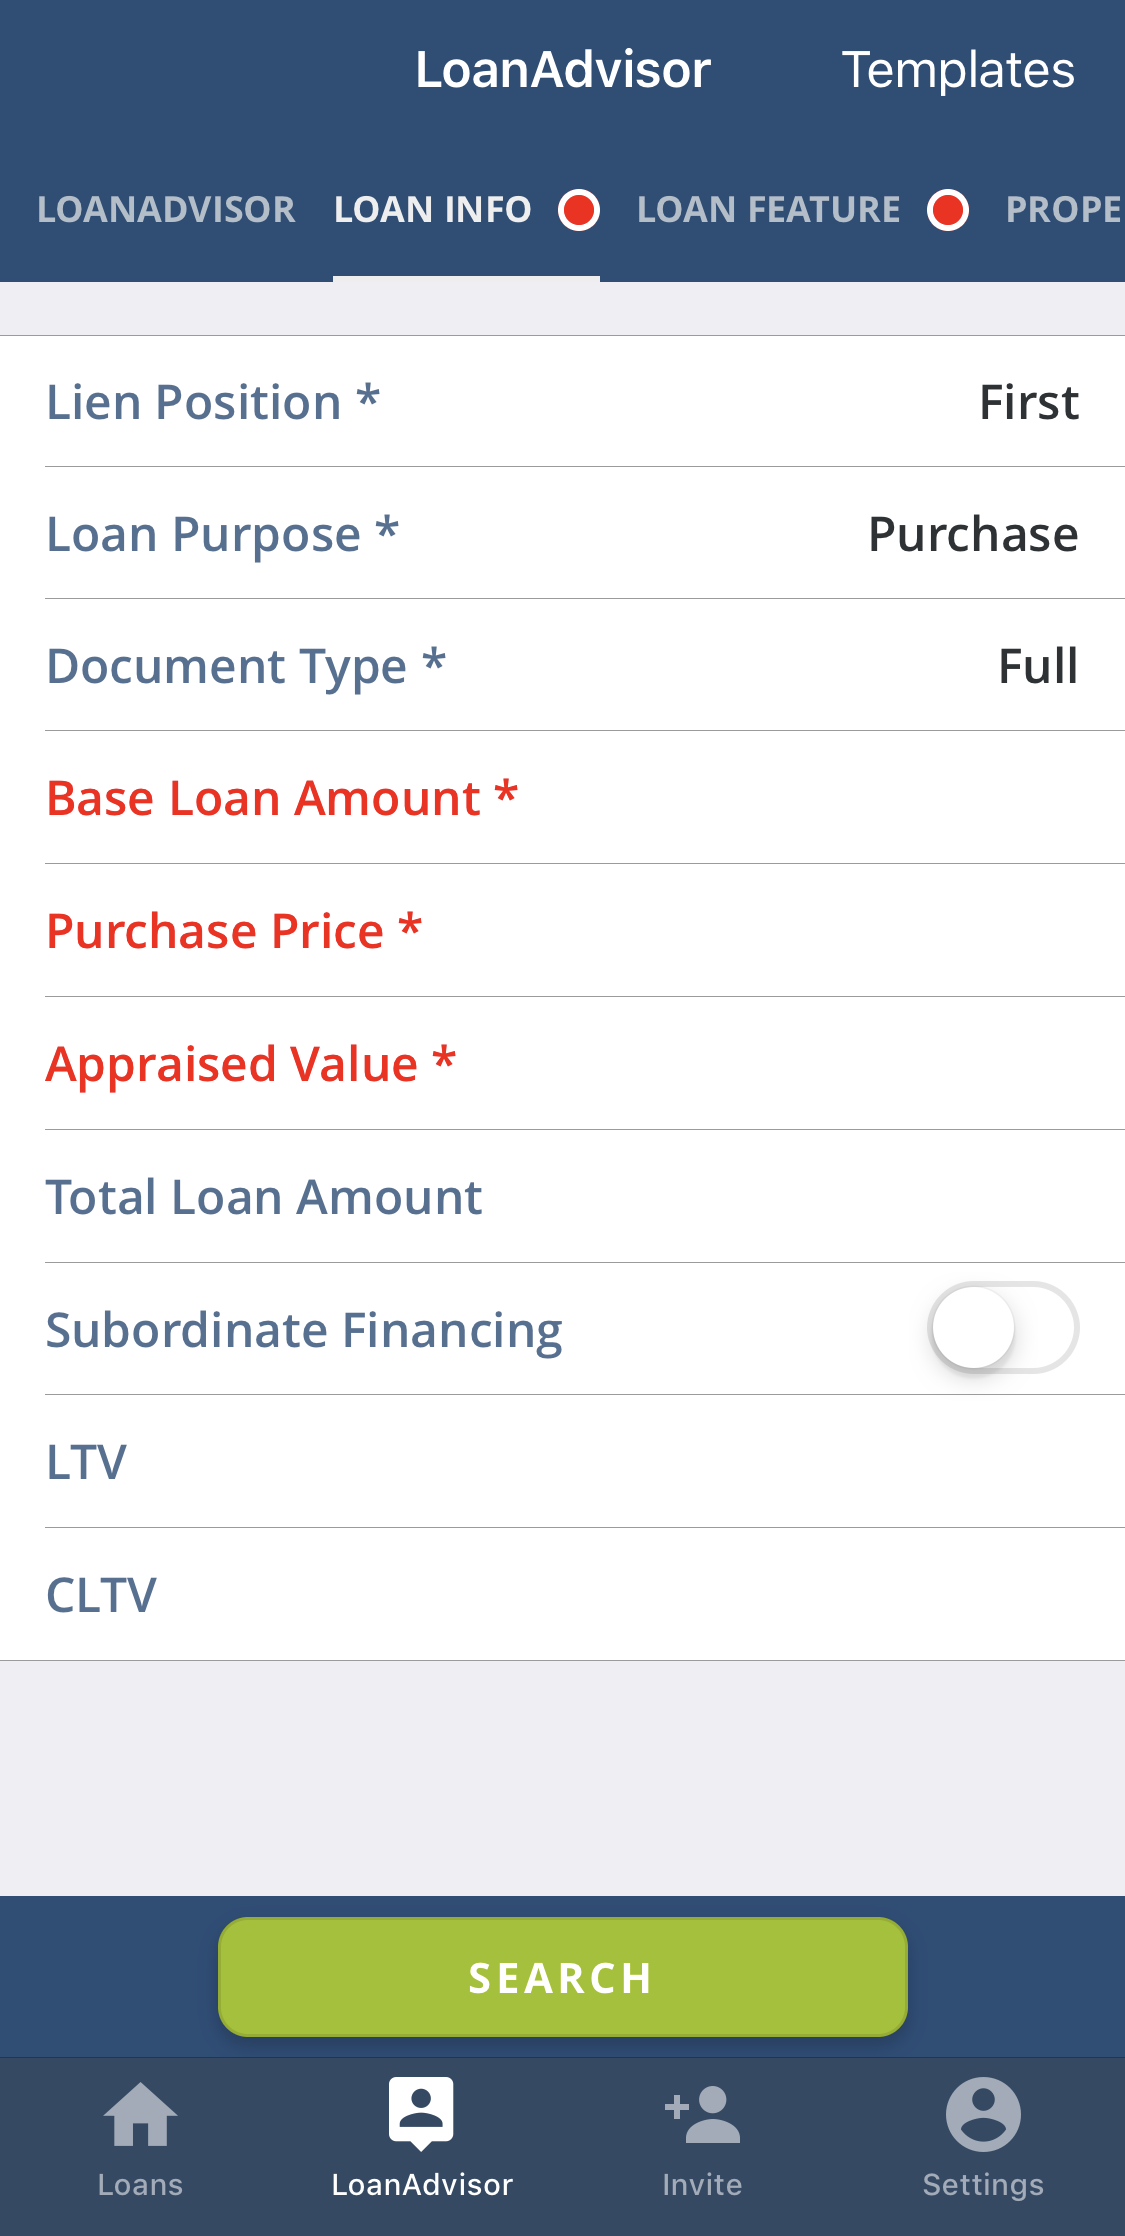 LoanAdvisor Templates
LOANADVISOR LOAN INFO LOAN FEATURE PROPE
Lien Position * First
Loan Purpose * Purchase
Document Type * Full
Base Loan Amount *
Purchase Price *
Appraised Value *
Total Loan Amount
Subordinate Financing
LTV
CLTV
SEARCH
Loans LoanAdvisor Invite Settings